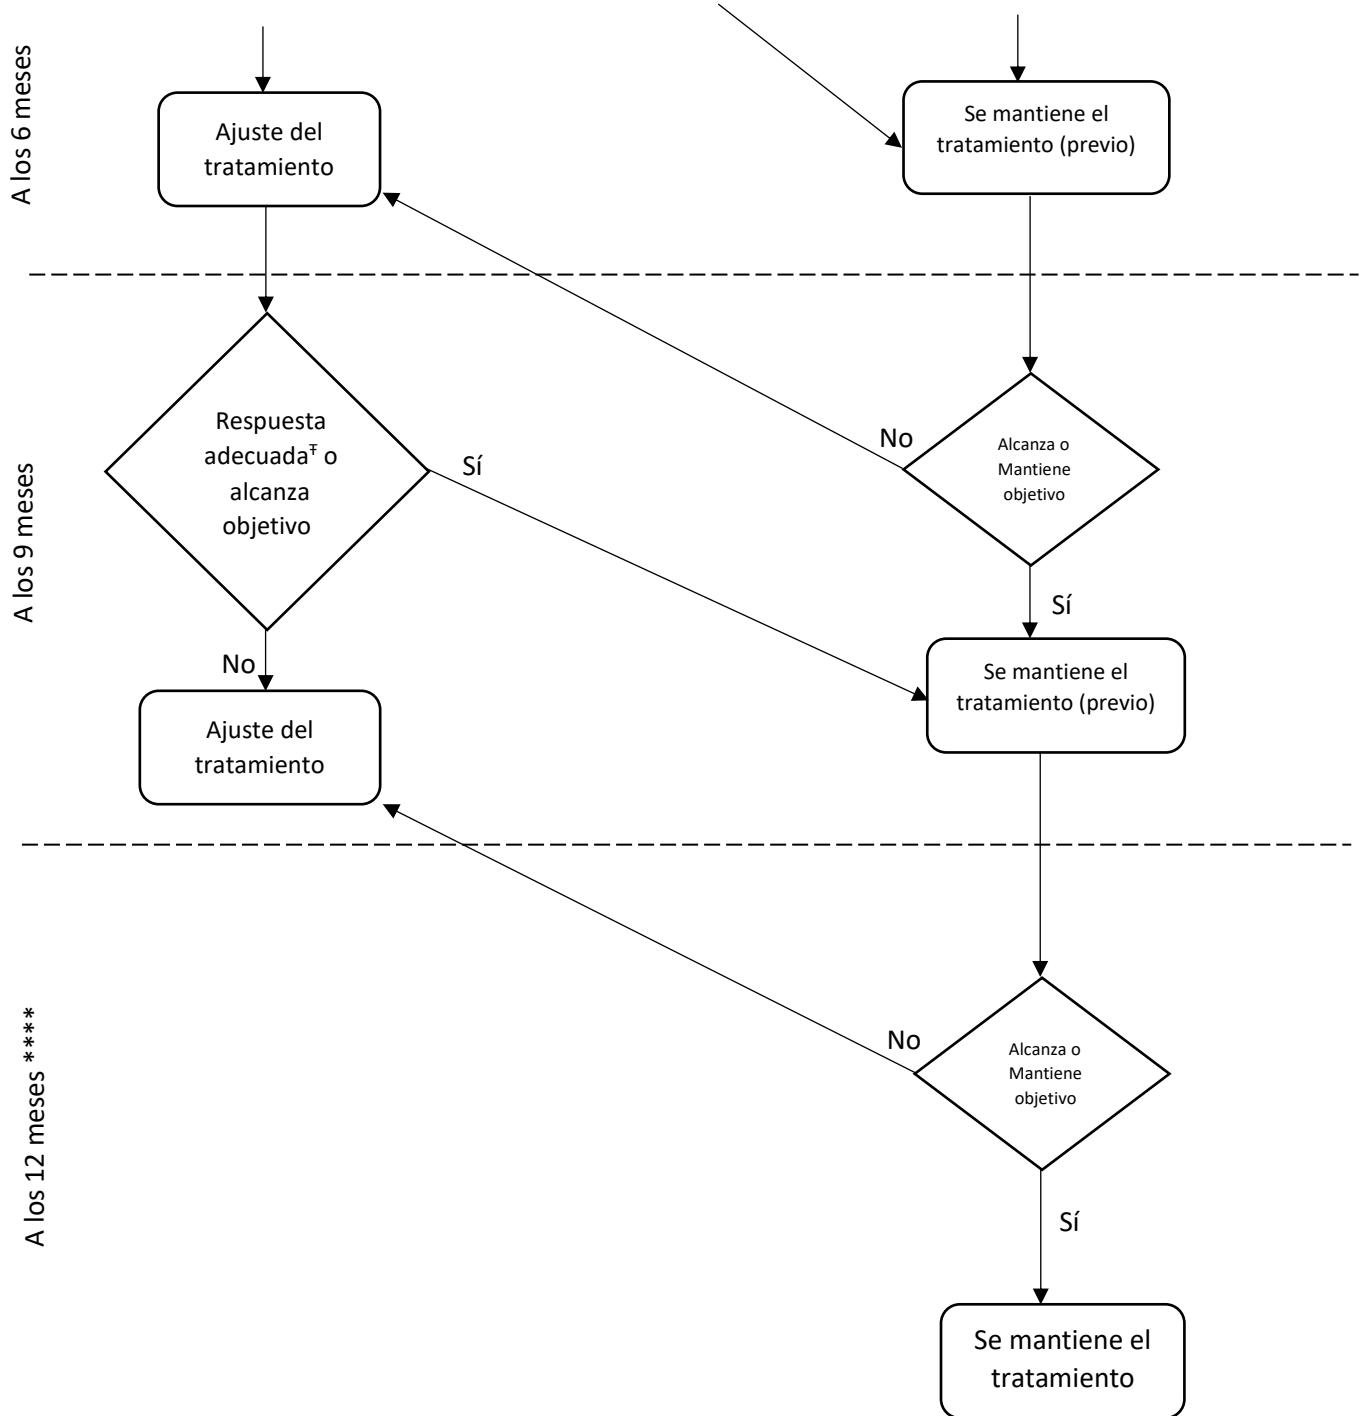 A los 6 meses
Ajuste del
tratamiento
Se mantiene el
tratamiento (previo)
A los 9 meses
Respuesta
adecuada Ŧ o
alcanza
objetivo
Sí
No
No
Alcanza o
Mantiene
objetivo
Sí
Ajuste del
tratamiento
Se mantiene el
tratamiento (previo)
A los 12 meses ****
No
Alcanza o
Mantiene
objetivo
Sí
Se mantiene el
tratamiento